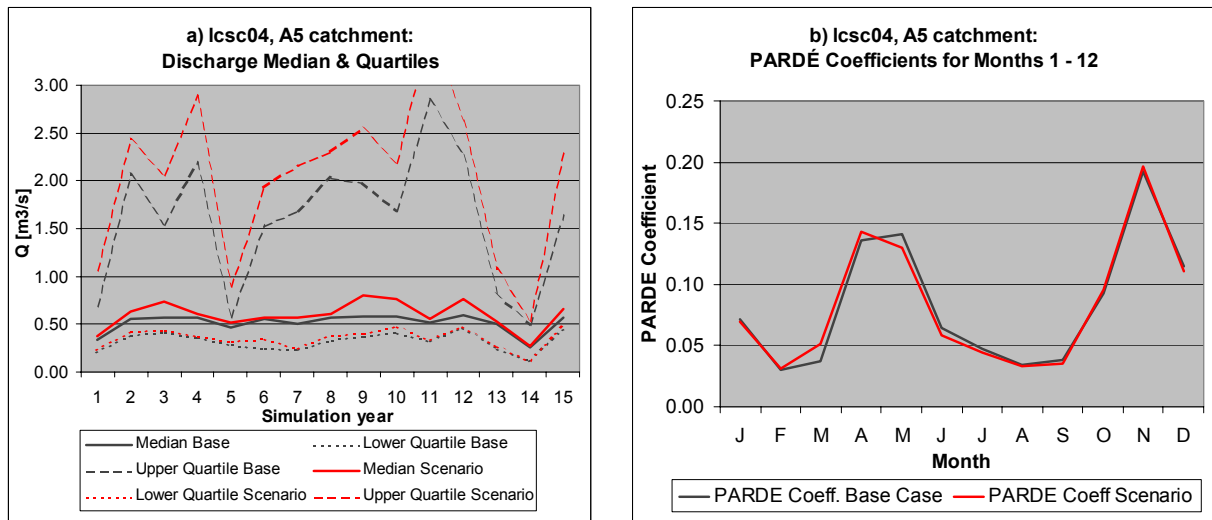 a) lcsc04, A5 catchment:
Discharge Median & Quartiles
3.00
2.50
2.00
1.50
1.00
0.50
0.00
Q [m3/s]
1 2 3 4 5 6 7 8 9 10 11 12 13 14 15
Simulation year
Median Base
Lower Quartile Base
Upper Quartile Base
Median Scenario
Lower Quartile Scenario
Upper Quartile Scenario
b) lcsc04, A5 catchment:
PARDÉ Coefficients for Months 1 - 12
0.25
0.20
0.15
0.10
0.05
0.00
PARDE Coefficient
J F M A M J J A S O N D
Month
PARDE Coeff. Base Case
PARDE Coeff Scenario